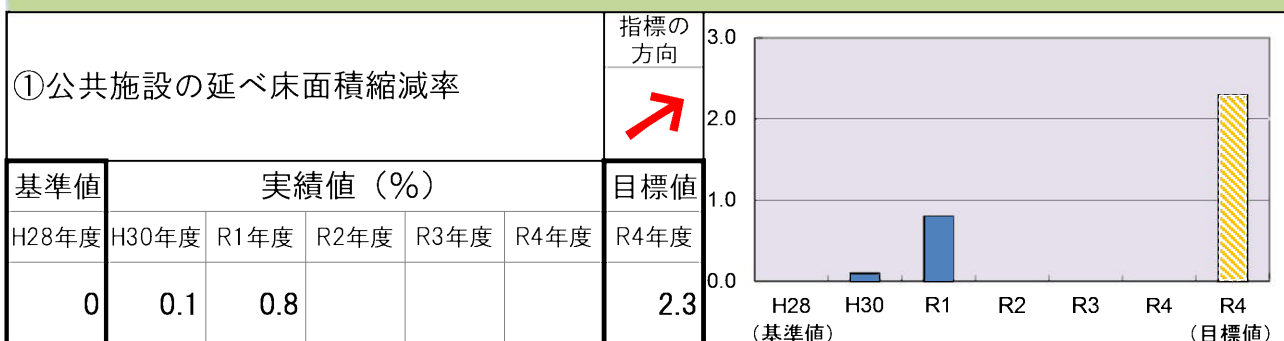 ①公共施設の延べ床面積縮減率
指標の
方向
基準値 実績値（%） 目標値
H28年度 H30年度 R1年度 R2年度 R3年度 R4年度 R4年度
0 0.1 0.8 2.3
3.0
2.0
1.0
0.0
H28 H30 R1 R2 R3 R4 R4
（基準値） （目標値）